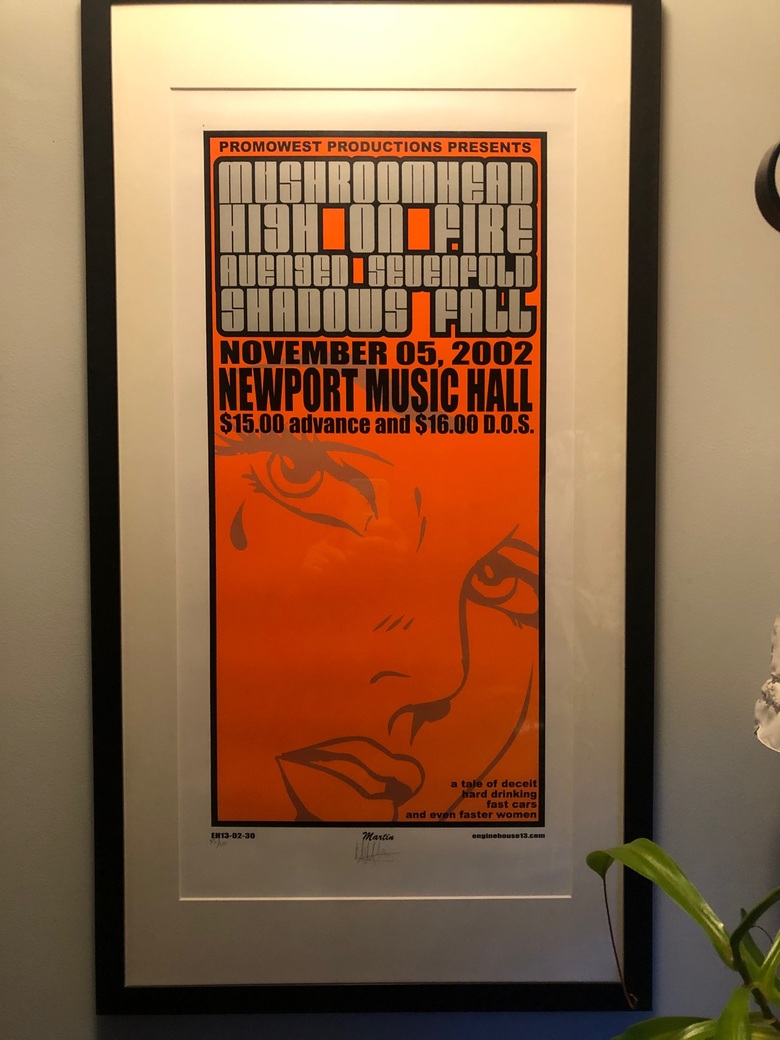 PROMOWEST PRODUCTIONS PRESENTS
MUSHROOMHEAD
HIGH ON FIRE
AVENGED SEVENFOLD
SHADOWS FALL
NOVEMBER 05, 2002
NEWPORT MUSIC HALL
$15.00 advance and $16.00 D.O.S.
a tale of deceit
hard drinking
fast cars
and even faster women
EH13-02-30
Martin
enginehouse13.com